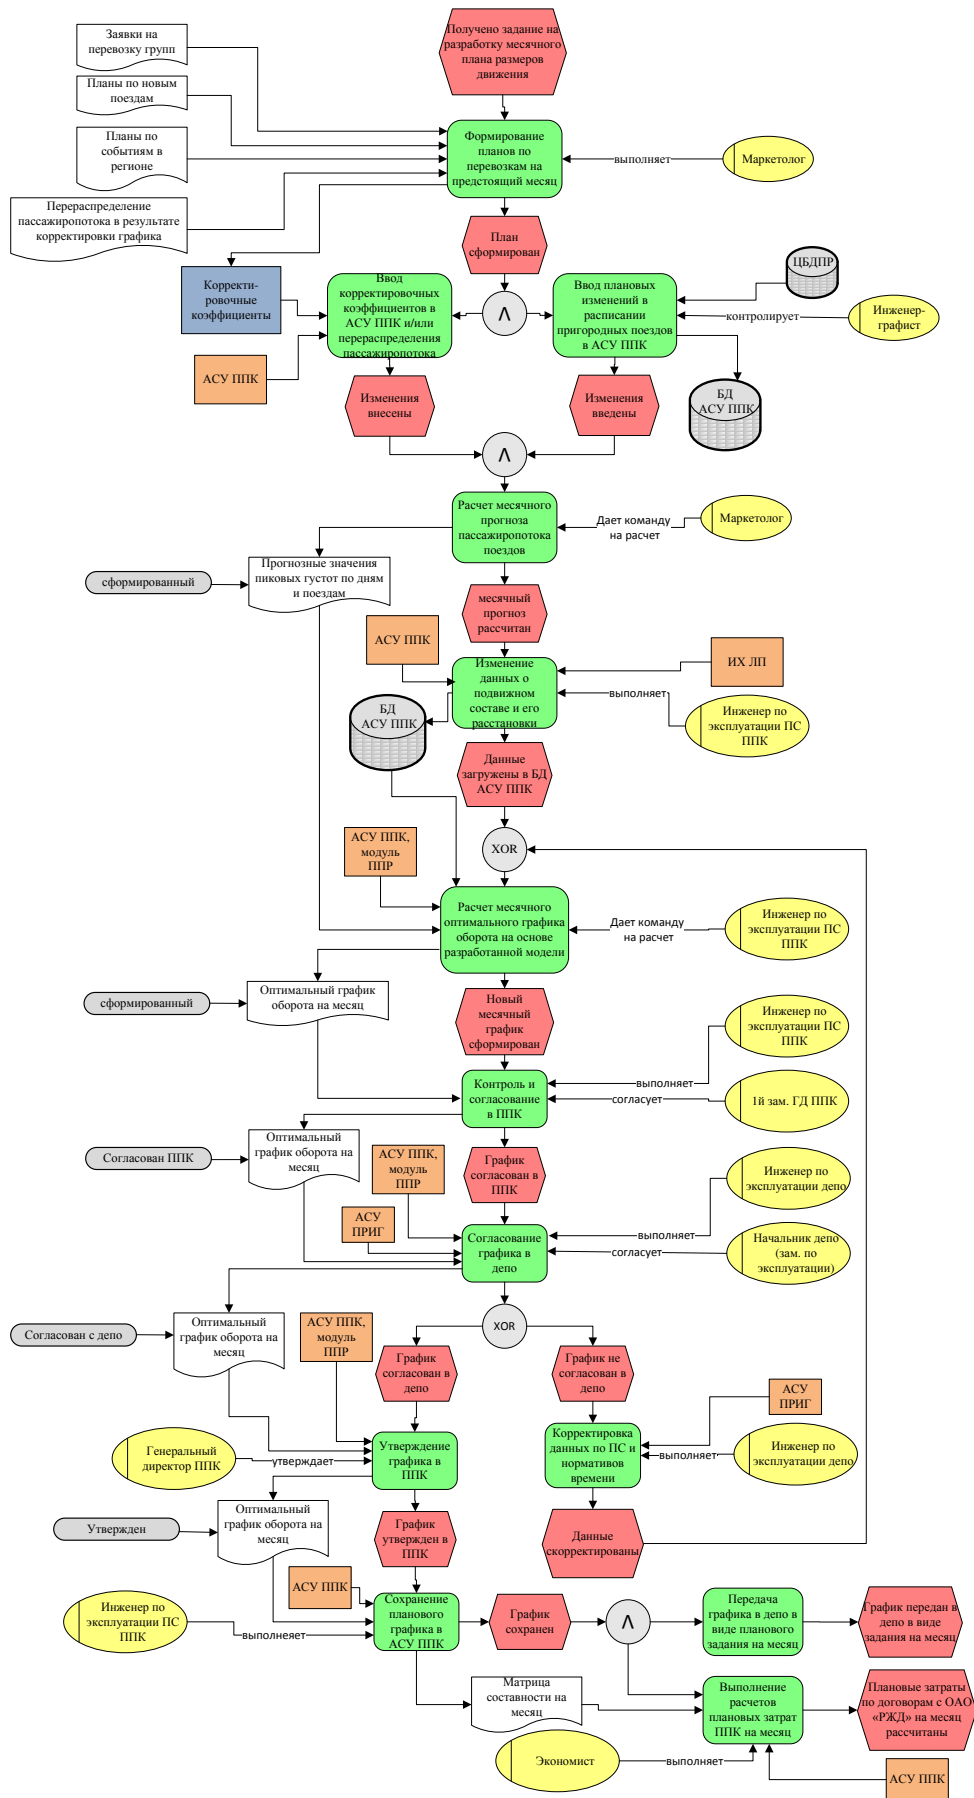 Получено задание на
разработку месячного
плана размеров
движения
Заявки на
перевозку групп
Планы по новым
поездам
Планы по
событиям в
регионе
Перераспределение
пассажиропотока в результате
корректировки графика
Формирование
планов по
перевозкам на
предстоящий месяц
выполняет
Маркетолог
План
сформирован
Корректи-
ровочные
коэффициенты
Ввод
корректировочных
коэффициентов в
АСУ ППК и/или
перераспределения
пассажиропотока
Λ
Ввод плановых
изменений в
расписании
пригородных поездов
в АСУ ППК
ЦБДПР
контролирует
Инженер-
графист
АСУ ППК
БД
АСУ ППК
Изменения
внесены
Изменения
введены
Λ
Расчет месячного
прогноза
пассажиропотока
поездов
Дает команду
на расчет
Маркетолог
сформированный
Прогнозные значения
пиковых густот по дням
и поездам
месячный
прогноз
рассчитан
АСУ ППК
Изменение
данных о
подвижном
составе и его
расстановки
ИХ ЛП
выполняет
Инженер по
эксплуатации ПС
ППК
БД
АСУ ППК
Данные
загружены в БД
АСУ ППК
XOR
АСУ ППК,
модуль
ППР
Расчет месячного
оптимального графика
оборота на основе
разработанной модели
Дает команду
на расчет
Инженер по
эксплуатации ПС
ППК
сформированный
Оптимальный график
оборота на месяц
Новый
месячный
график
сформирован
Инженер по
эксплуатации ПС
ППК
Контроль и
согласование
в ППК
выполняет
согласует
1й зам. ГД ППК
Согласован ППК
Оптимальный
график оборота на
месяц
АСУ ППК,
модуль
ППР
График
согласован в
ППК
Инженер по
эксплуатации депо
АСУ
ПРИГ
Согласование
графика в
депо
выполняет
согласует
Начальник депо
(зам. по
эксплуатации)
Согласован с депо
Оптимальный
график оборота на
месяц
АСУ ППК,
модуль
ППР
XOR
График
согласован в
депо
График не
согласован в
депо
АСУ
ПРИГ
Генеральный
директор ППК
утверждает
Утверждение
графика в
ППК
Корректировка
данных по ПС и
нормативов
времени
выполняет
Инженер по
эксплуатации депо
Утвержден
Оптимальный
график оборота на
месяц
График
утвержден в
ППК
Данные
скорректированы
АСУ ППК
Инженер по
эксплуатации ПС
ППК
выполнеяет
Сохранение
планового
графика в
АСУ ППК
График
сохранен
Λ
Передача
графика в депо в
виде планового
задания на месяц
График передан в
депо в виде
задания на месяц
Матрица
составности на
месяц
Выполнение
расчетов
плановых затрат
ППК на месяц
Плановые затраты
по договорам с ОАО
«РЖД» на месяц
рассчитаны
Экономист
выполняет
АСУ ППК